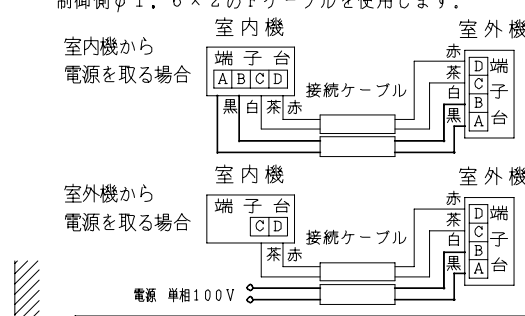 制御側φ1.6×2のFケーブルを使用します。
室内機
室外機
室内機から
電源を取る場合
端子台
A B C D
黒 白 茶 赤
接続ケーブル
赤
茶
白
黒
D
C
B
A
端子台
室内機
室外機
室外機から
電源を取る場合
端子台
C D
茶 赤
接続ケーブル
赤
茶
白
黒
D
C
B
A
端子台
電源 単相100V